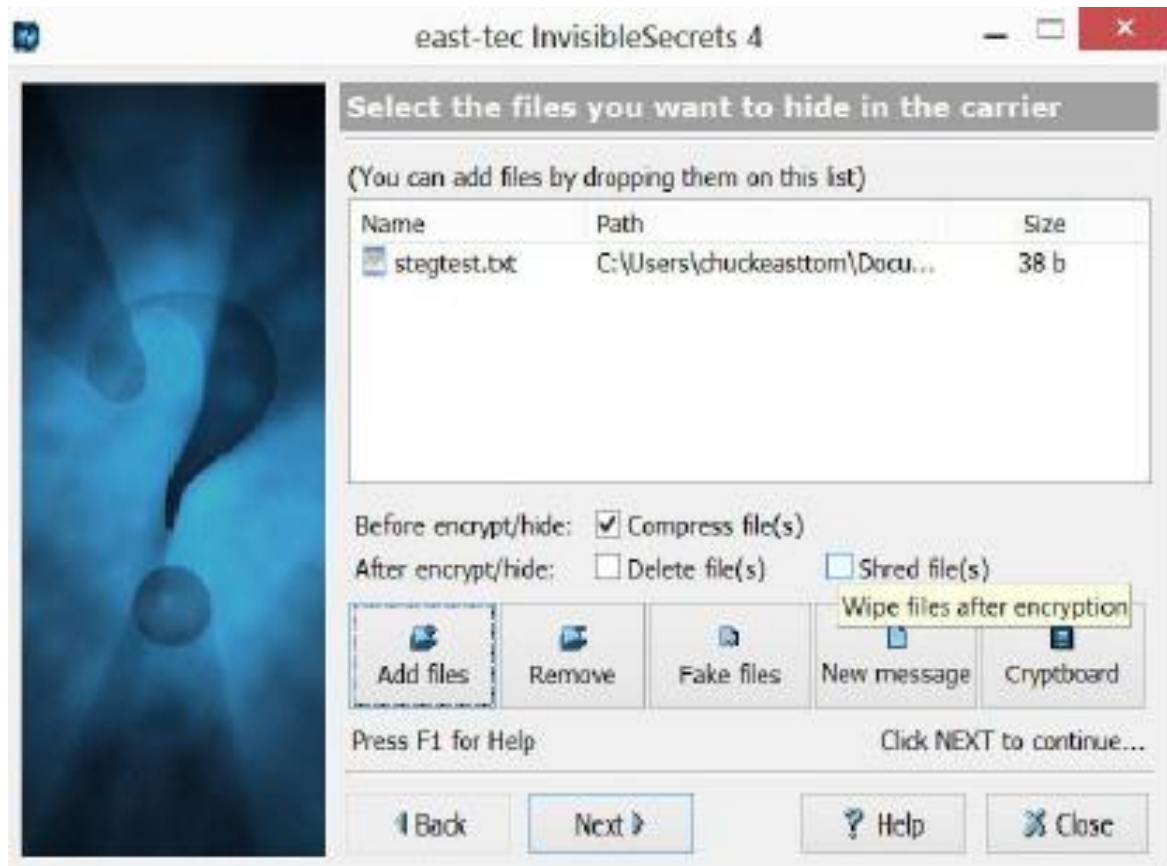 east-tec InvisibleSecrets 4
Select the files you want to hide in the carrier
(You can add files by dropping them on this list)
Name Path Size
stegtest.txt C:\Users\chuckeasttom\Docu... 38 b
Before encrypt/hide: Compress file(s)
After encrypt/hide: Delete file(s) Shred file(s)
Wipe files after encryption
Add files Remove Fake files New message Cryptboard
Press F1 for Help Click NEXT to continue...
Back Next ? Help Close